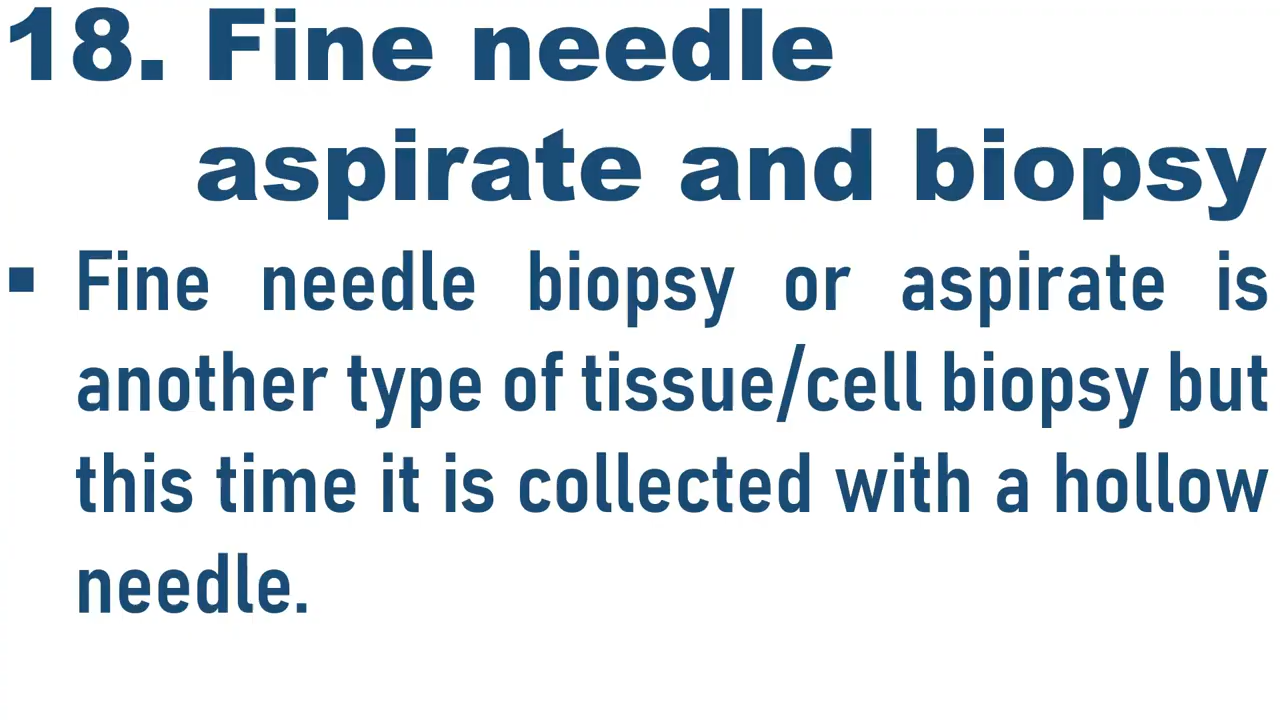 18. Fine needle
aspirate and biopsy
▪ Fine needle biopsy or aspirate is
another type of tissue/cell biopsy but
this time it is collected with a hollow
needle.